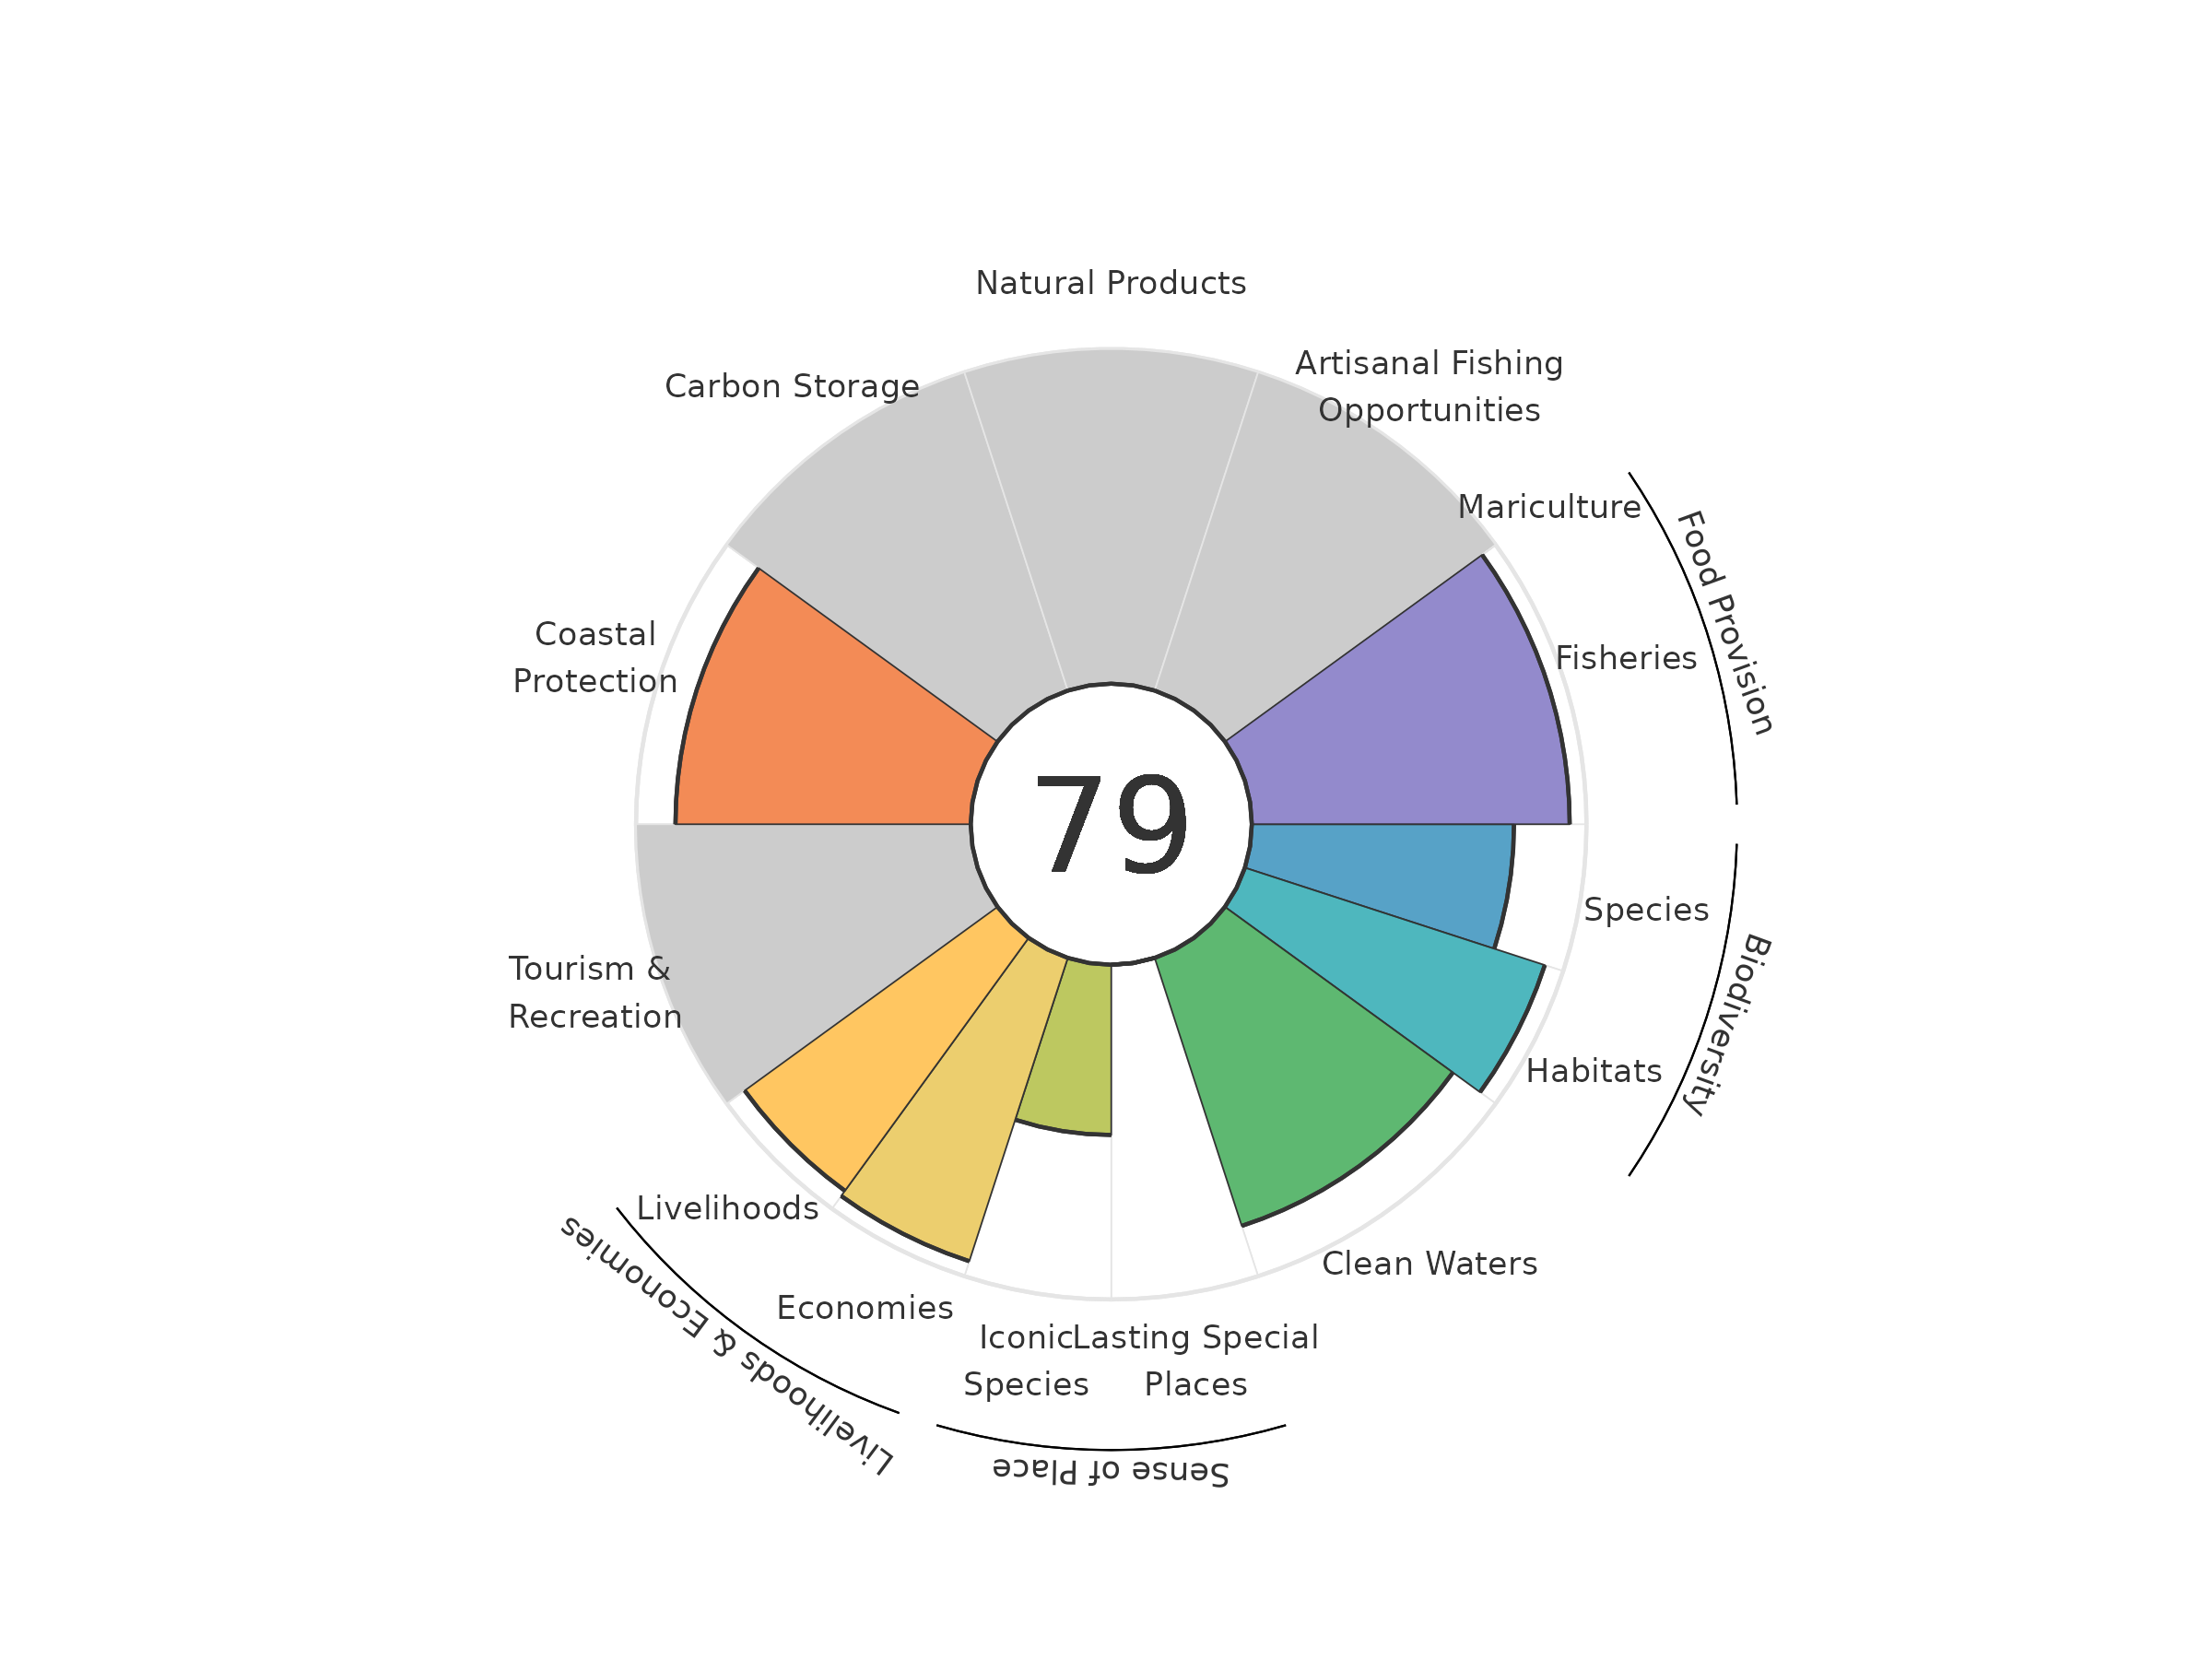 Natural Products
Artisanal Fishing
Opportunities
Carbon Storage
Mariculture
Food Provision
Coastal
Protection
Fisheries
79
Species
Biodiversity
Tourism &
Recreation
Habitats
Livelihoods
Clean Waters
Economies
Livelihoods & Economies
Iconic
Species
Lasting Special
Places
Sense of Place